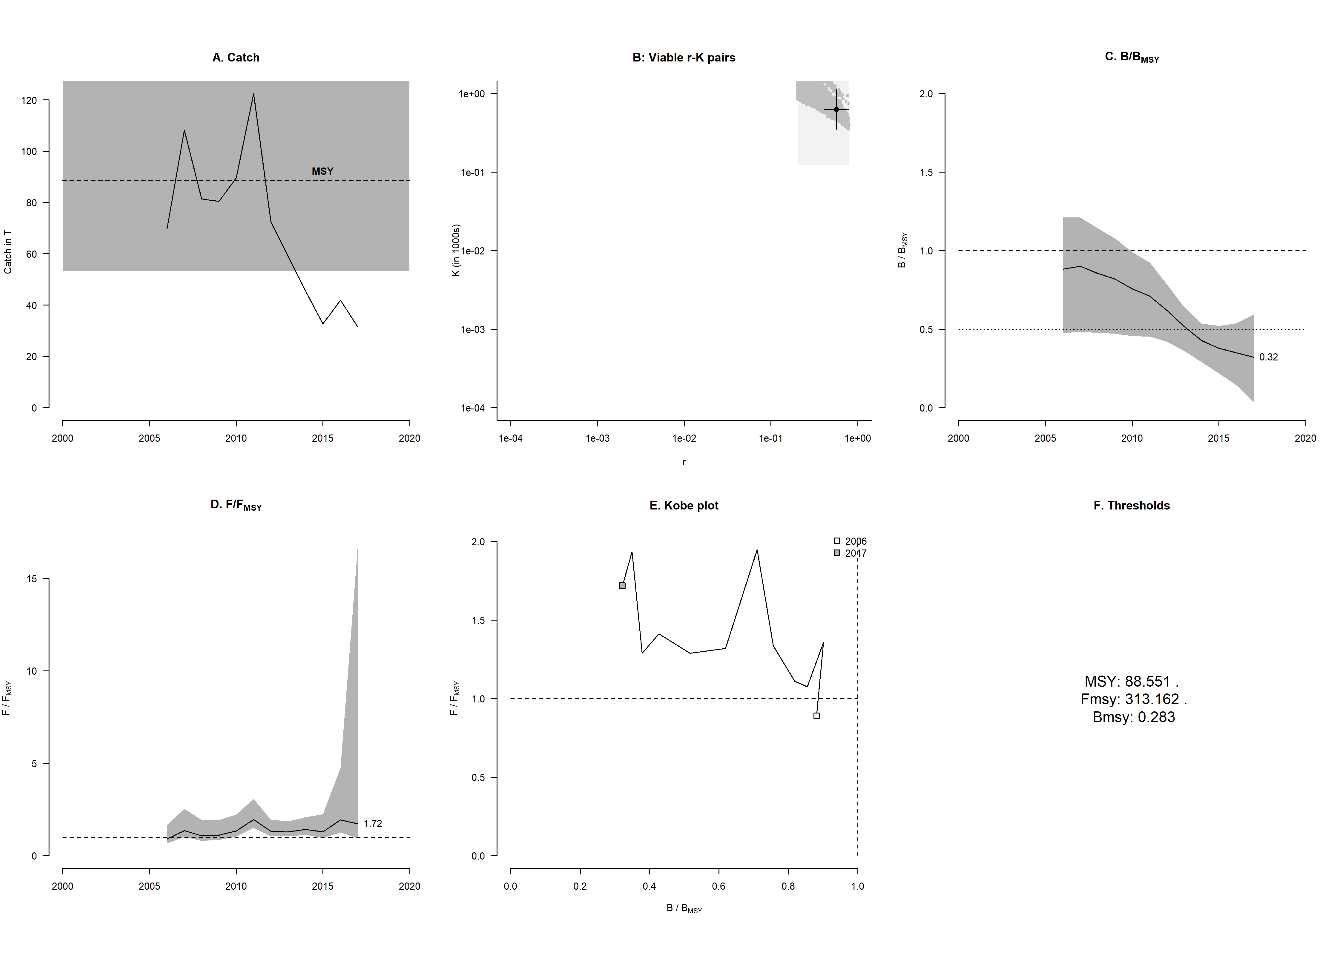 A. Catch
120
100
80
60
40
20
0
Catch in T
MSY
2000
2005
2010
2015
2020
B: Viable r-K pairs
1e+00
1e-01
1e-02
1e-03
1e-04
K (in 1000s)
1e-04
1e-03
1e-02
1e-01
1e+00
r
C. B/BMSY
2.0
1.5
1.0
0.5
0.0
B / BMSY
0.32
2000
2005
2010
2015
2020
D. F/FMSY
15
10
5
0
F / FMSY
1.72
2000
2005
2010
2015
2020
E. Kobe plot
2.0
1.5
1.0
0.5
0.0
F / FMSY
2006
2017
0.0
0.2
0.4
0.6
0.8
1.0
B / BMSY
F. Thresholds
MSY: 88.551 .
Fmsy: 313.162 .
Bmsy: 0.283